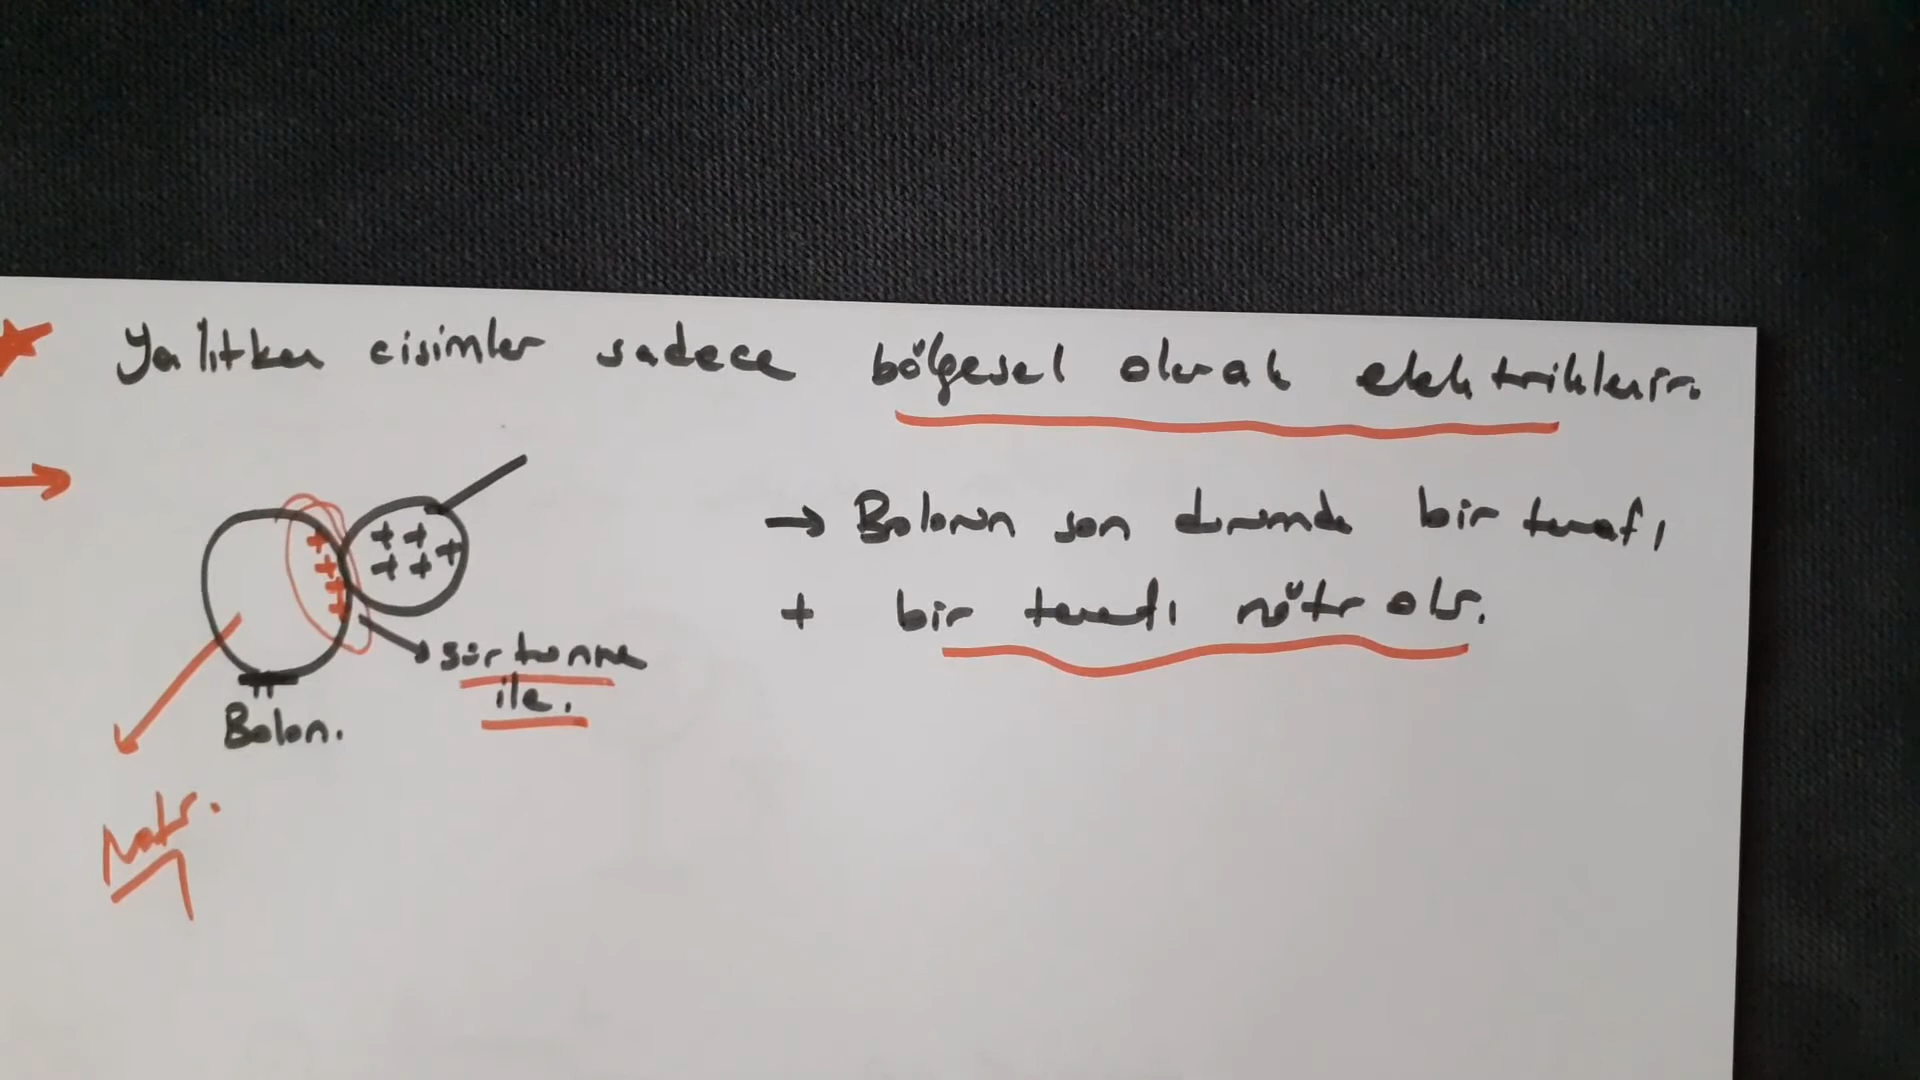 Yalıtkan cisimler sadece bölgesel olarak elektriklenir.
+ + +
+ +
+
+
+
+
→ Balonun son durumda bir tarafı
+ bir tarafı nötr olur.
sürtünme
ile.
Balon.
Nötr.